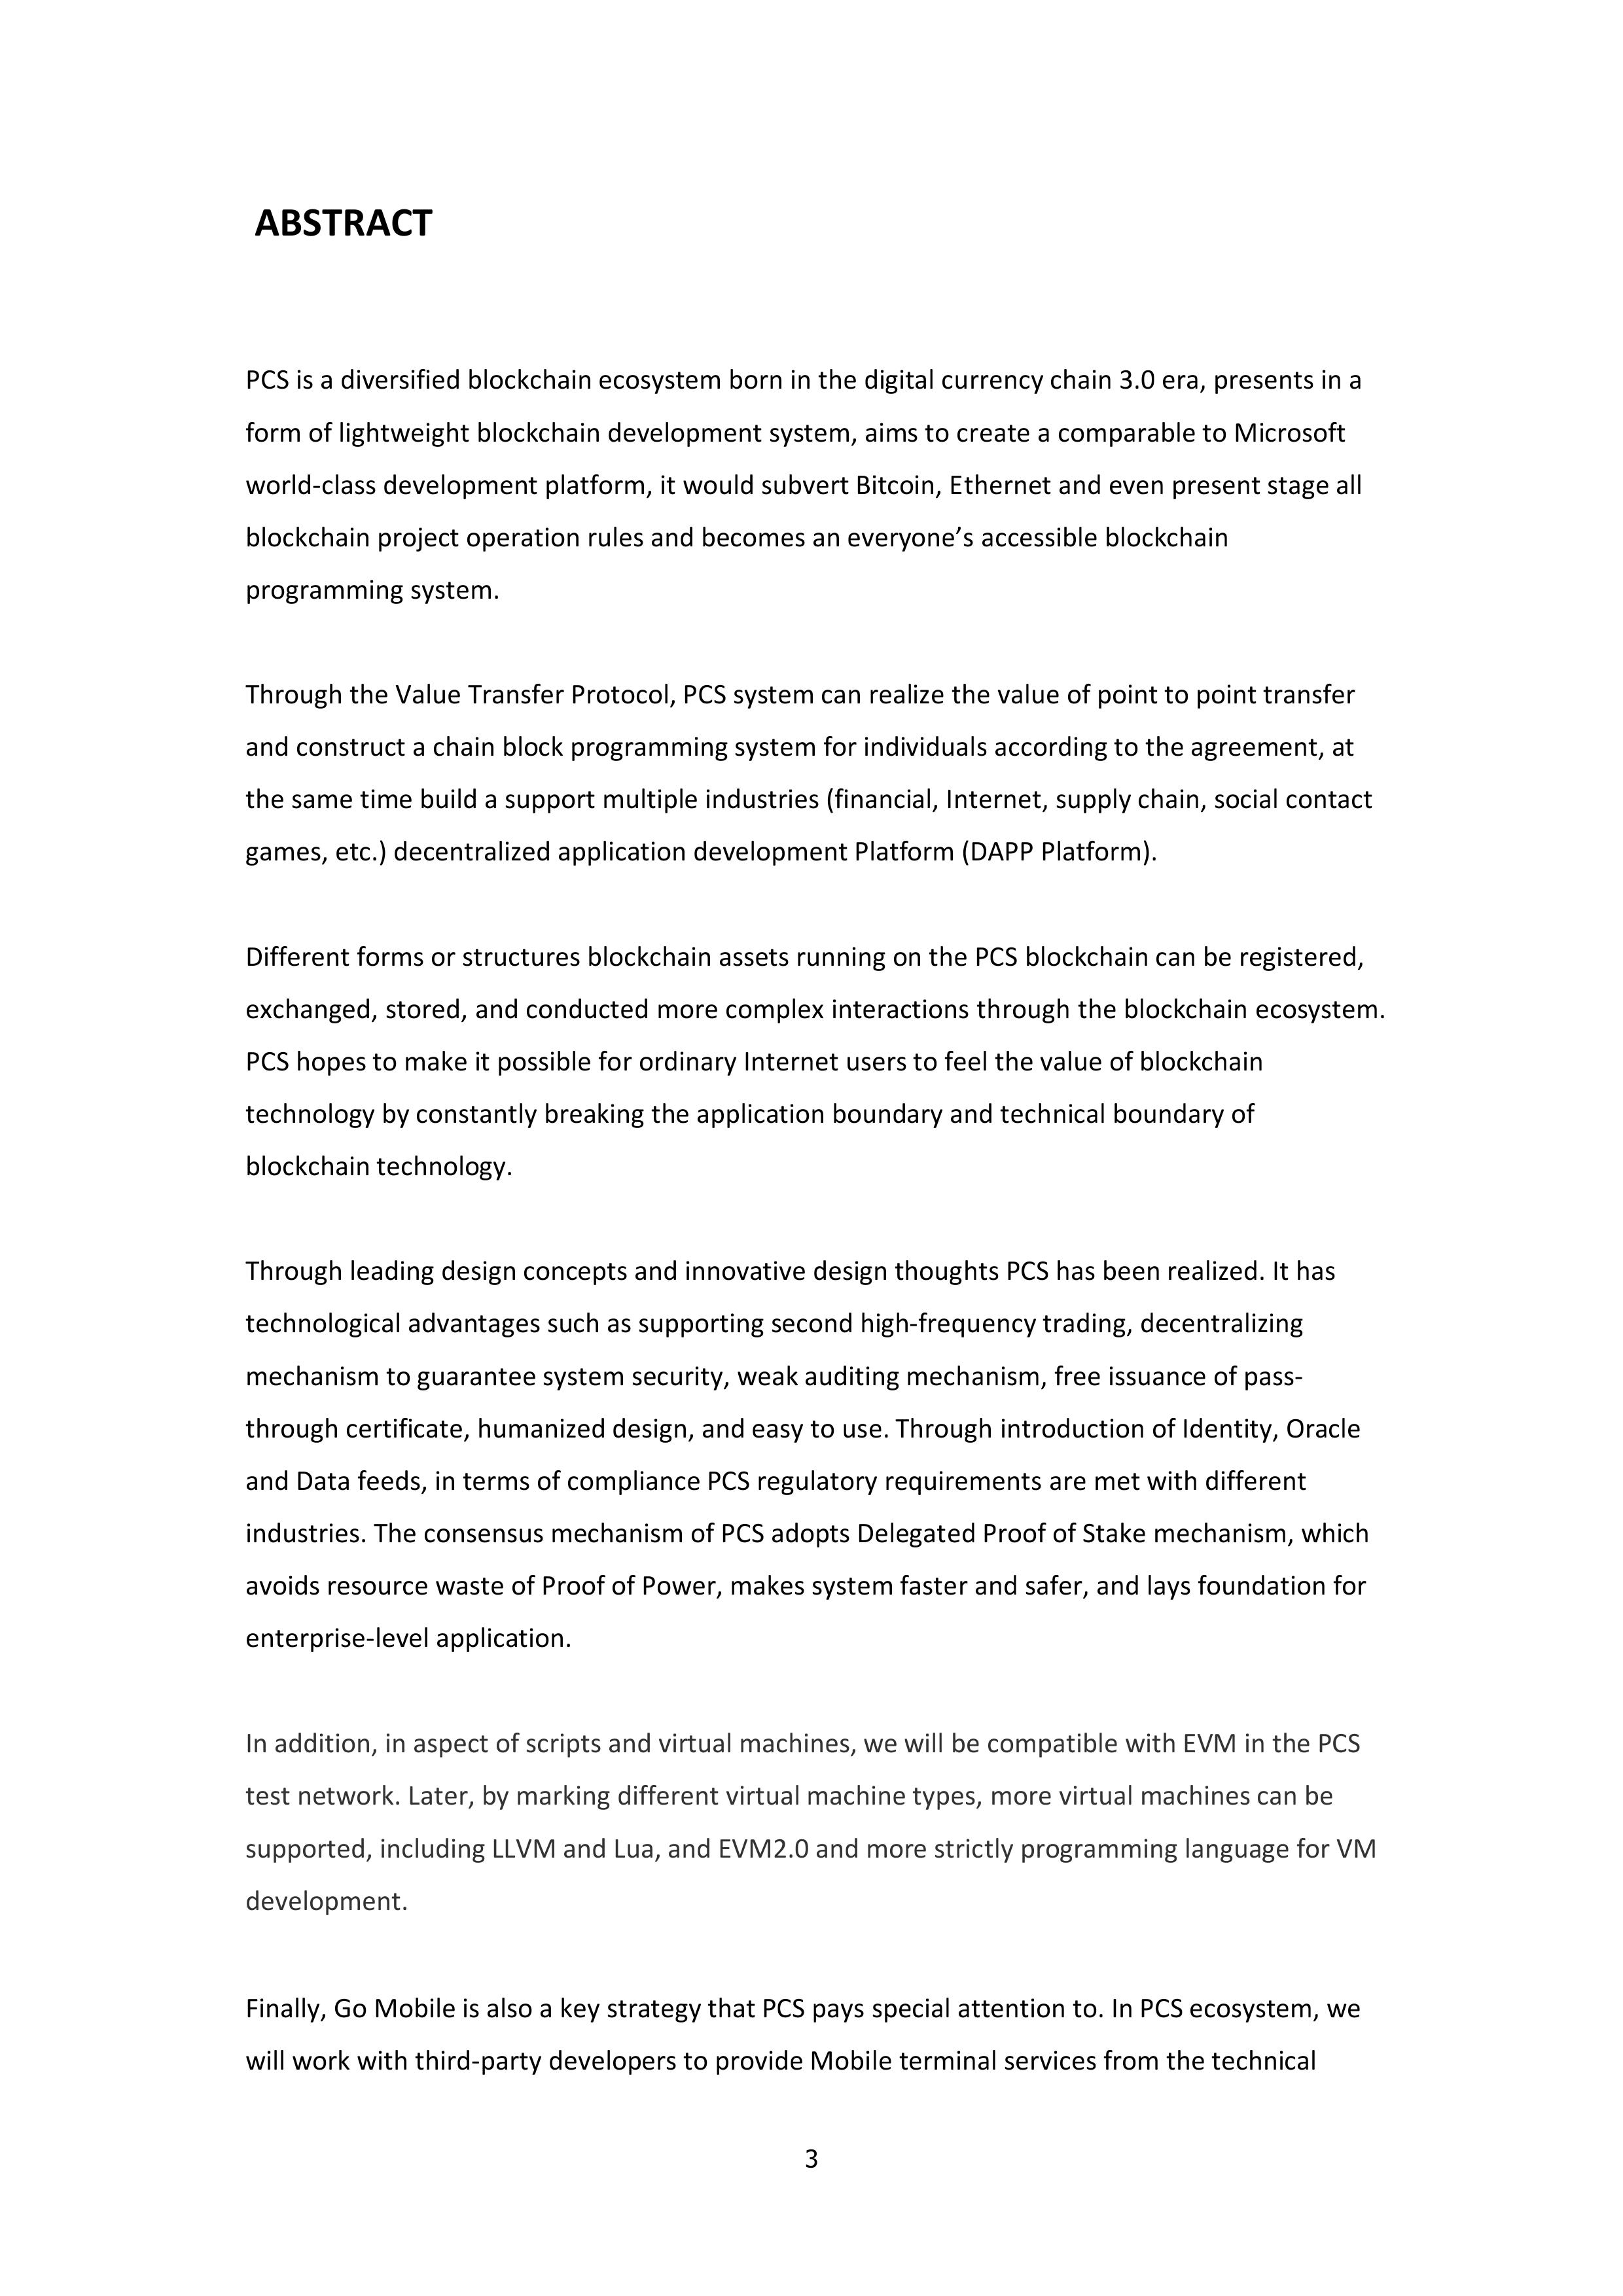 ABSTRACT
PCS is a diversified blockchain ecosystem born in the digital currency chain 3.0 era, presents in a
form of lightweight blockchain development system, aims to create a comparable to Microsoft
world-class development platform, it would subvert Bitcoin, Ethernet and even present stage all
blockchain project operation rules and becomes an everyone’s accessible blockchain
programming system.
Through the Value Transfer Protocol, PCS system can realize the value of point to point transfer
and construct a chain block programming system for individuals according to the agreement, at
the same time build a support multiple industries (financial, Internet, supply chain, social contact
games, etc.) decentralized application development Platform (DAPP Platform).
Different forms or structures blockchain assets running on the PCS blockchain can be registered,
exchanged, stored, and conducted more complex interactions through the blockchain ecosystem.
PCS hopes to make it possible for ordinary Internet users to feel the value of blockchain
technology by constantly breaking the application boundary and technical boundary of
blockchain technology.
Through leading design concepts and innovative design thoughts PCS has been realized. It has
technological advantages such as supporting second high-frequency trading, decentralizing
mechanism to guarantee system security, weak auditing mechanism, free issuance of pass-
through certificate, humanized design, and easy to use. Through introduction of Identity, Oracle
and Data feeds, in terms of compliance PCS regulatory requirements are met with different
industries. The consensus mechanism of PCS adopts Delegated Proof of Stake mechanism, which
avoids resource waste of Proof of Power, makes system faster and safer, and lays foundation for
enterprise-level application.
In addition, in aspect of scripts and virtual machines, we will be compatible with EVM in the PCS
test network. Later, by marking different virtual machine types, more virtual machines can be
supported, including LLVM and Lua, and EVM2.0 and more strictly programming language for VM
development.
Finally, Go Mobile is also a key strategy that PCS pays special attention to. In PCS ecosystem, we
will work with third-party developers to provide Mobile terminal services from the technical
3